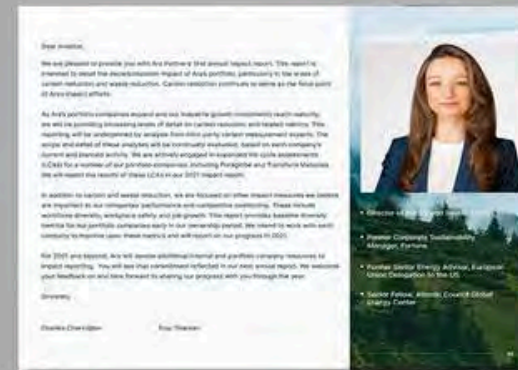 Dear Investor,
We are pleased to provide you with Ara Partners' first annual impact report. This report is
intended to detail the decarbonization impact of Ara's portfolio, particularly in the areas of
carbon reduction and waste reduction. Carbon reduction continues to serve as the focal point
of Ara's impact efforts.
As Ara's portfolio companies expand and our industrial growth investments reach maturity,
we will be providing increasing levels of detail on carbon reduction and related metrics. This
reporting will be underpinned by analysis from third party carbon measurement experts. The
scope and detail of these analyses will be continually evaluated, based on each company's
current and planned activity. We are actively engaged in expanded life cycle assessments
(LCAs) for a number of our portfolio companies, including Puraglobe and Transform Materials.
We will report the results of these LCAs in our 2021 impact report.
In addition to carbon and waste reduction, we are focused on other impact measures we believe
are important to our companies' performance and competitive positioning. These include
workforce diversity, workplace safety and job growth. This report provides baseline diversity
metrics for our portfolio companies early in our ownership period. We intend to work with each
company to improve upon these metrics and will report on our progress in 2021.
For 2021 and beyond, Ara will devote additional internal and portfolio company resources to
impact reporting. You will see that commitment reflected in our next annual report. We welcome
your feedback on and look forward to sharing our progress with you through the year.
Sincerely,
Charles Cherington Troy Thacker
• Director of
• Former Corporate Sustainability
Manager, Fortune
• Former Senior Energy Advisor, European
Union Delegation to the US
• Senior Fellow, Atlantic Council Global
Energy Center